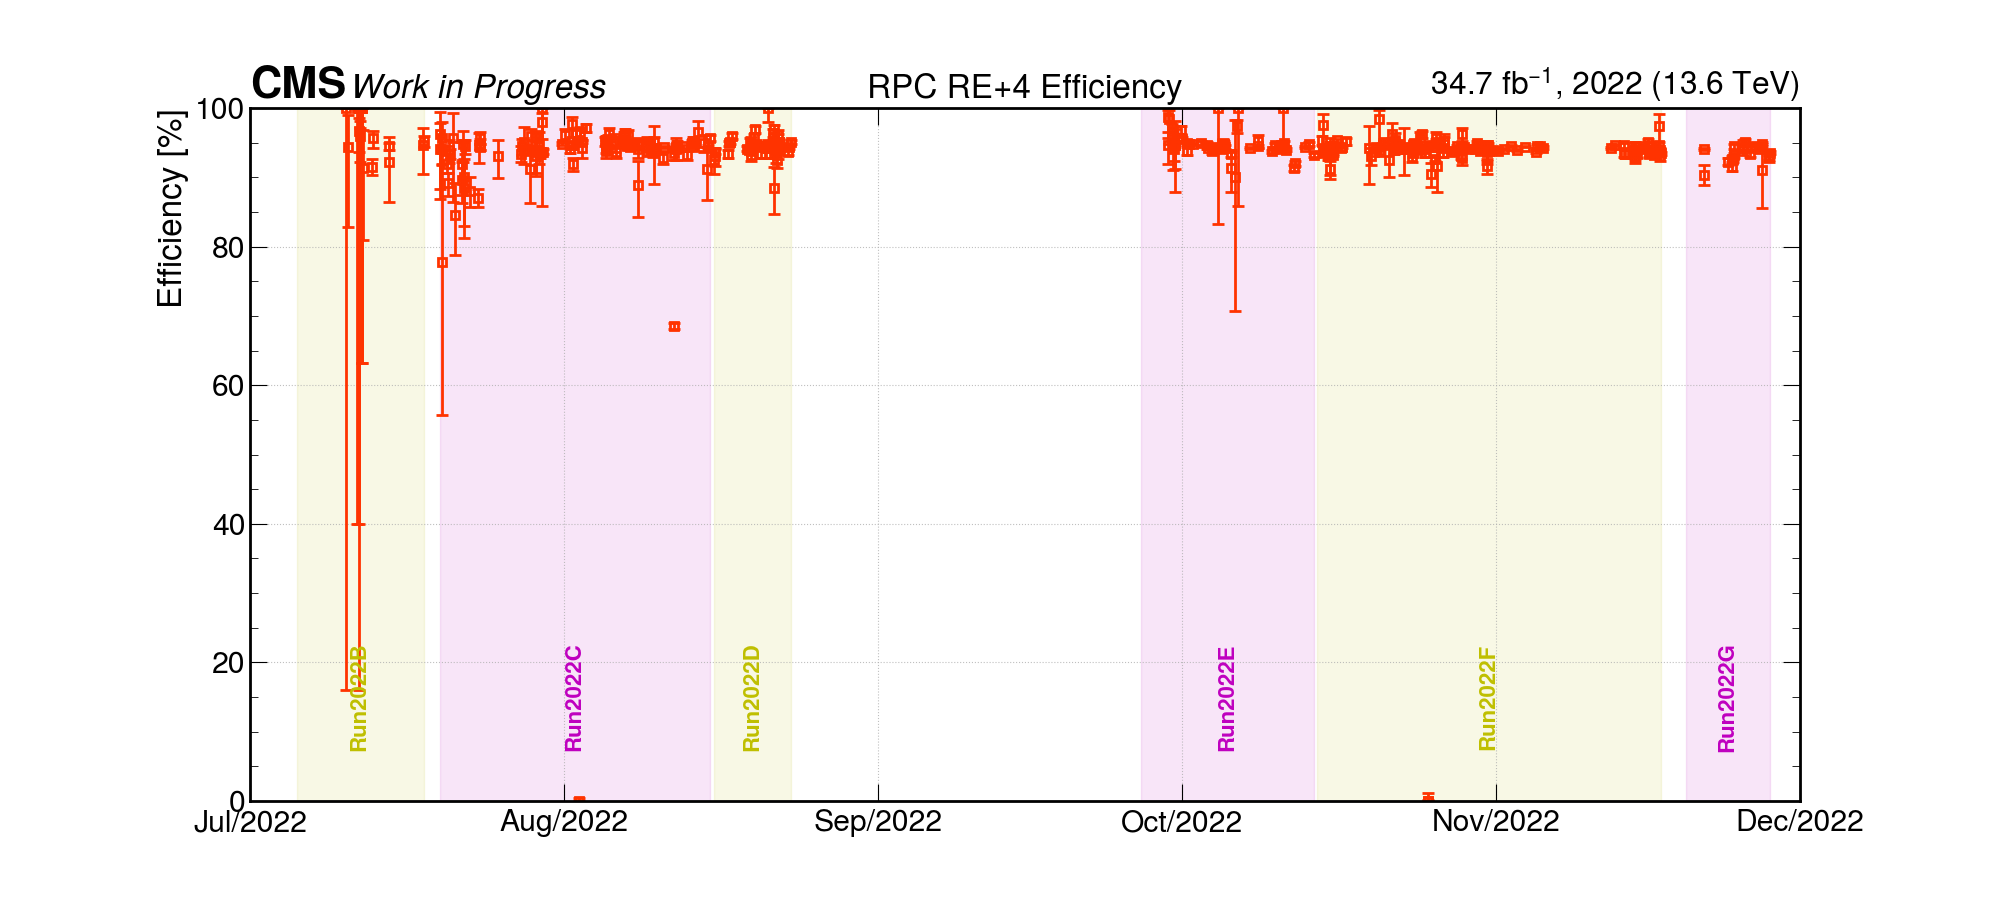 CMS Work in Progress RPC RE+4 Efficiency 34.7 fb⁻¹, 2022 (13.6 TeV)
Efficiency [%]
100
80
60
40
20
0
Run2022B Run2022C Run2022D Run2022E Run2022F Run2022G
Jul/2022 Aug/2022 Sep/2022 Oct/2022 Nov/2022 Dec/2022